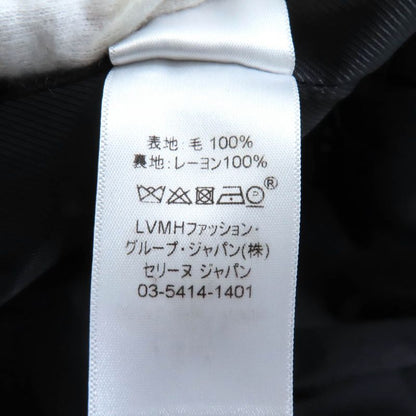 表地:毛 100%
裏地:レーヨン100%
®
LVMHファッション・
グループ・ジャパン(株)
セリーヌ ジャパン
03-5414-1401